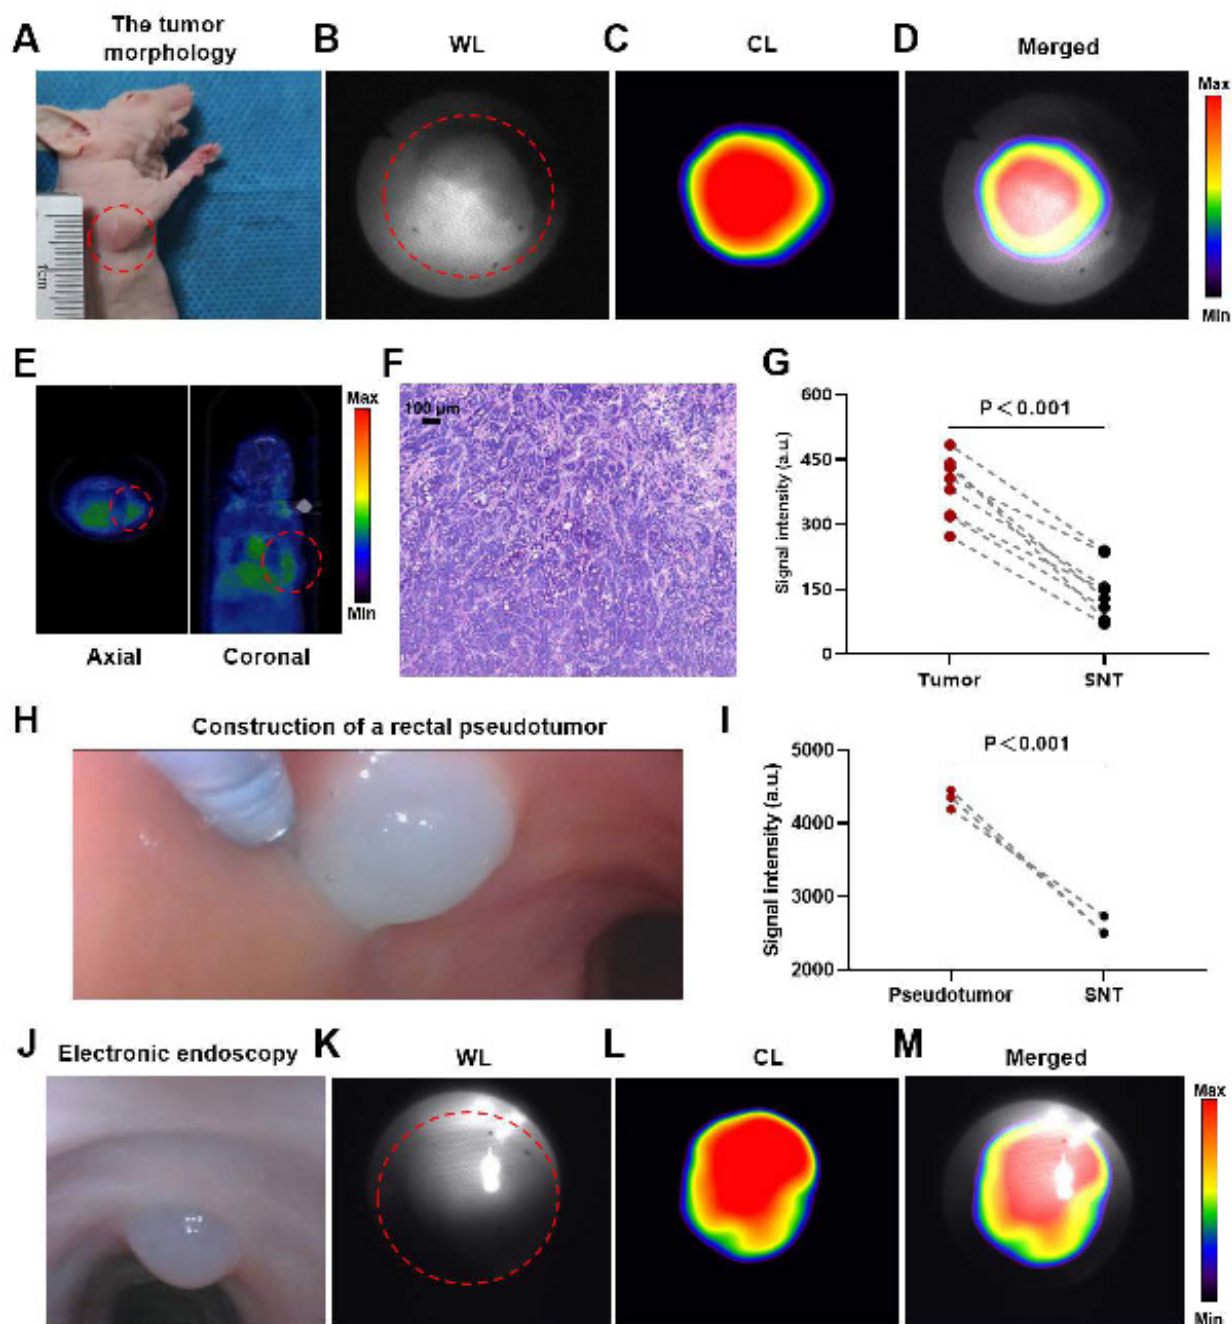 A
The tumor
morphology
B
WL
C
CL
D
Merged
Max
Min
1cm
E
Max
Min
Axial
Coronal
F
100 μm
G
600
450
300
150
0
Signal intensity (a.u.)
P<0.001
Tumor
SNT
H
Construction of a rectal pseudotumor
I
5000
4000
3000
2000
Signal intensity (a.u.)
P<0.001
Pseudotumor
SNT
J
Electronic endoscopy
K
WL
L
CL
M
Merged
Max
Min